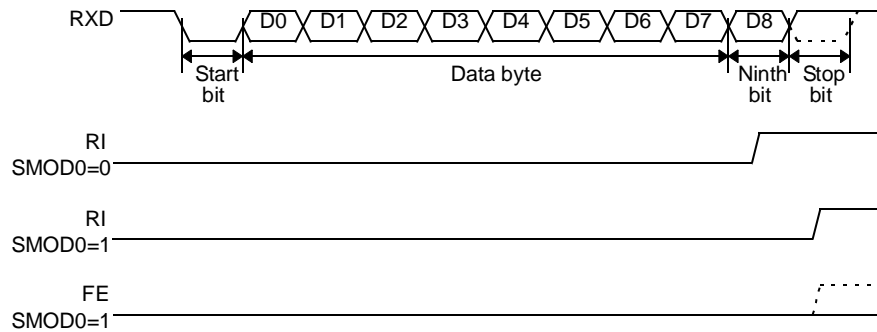 RXD D0 D1 D2 D3 D4 D5 D6 D7 D8
Start bit
Data byte
Ninth bit
Stop bit
RI
SMOD0=0
RI
SMOD0=1
FE
SMOD0=1